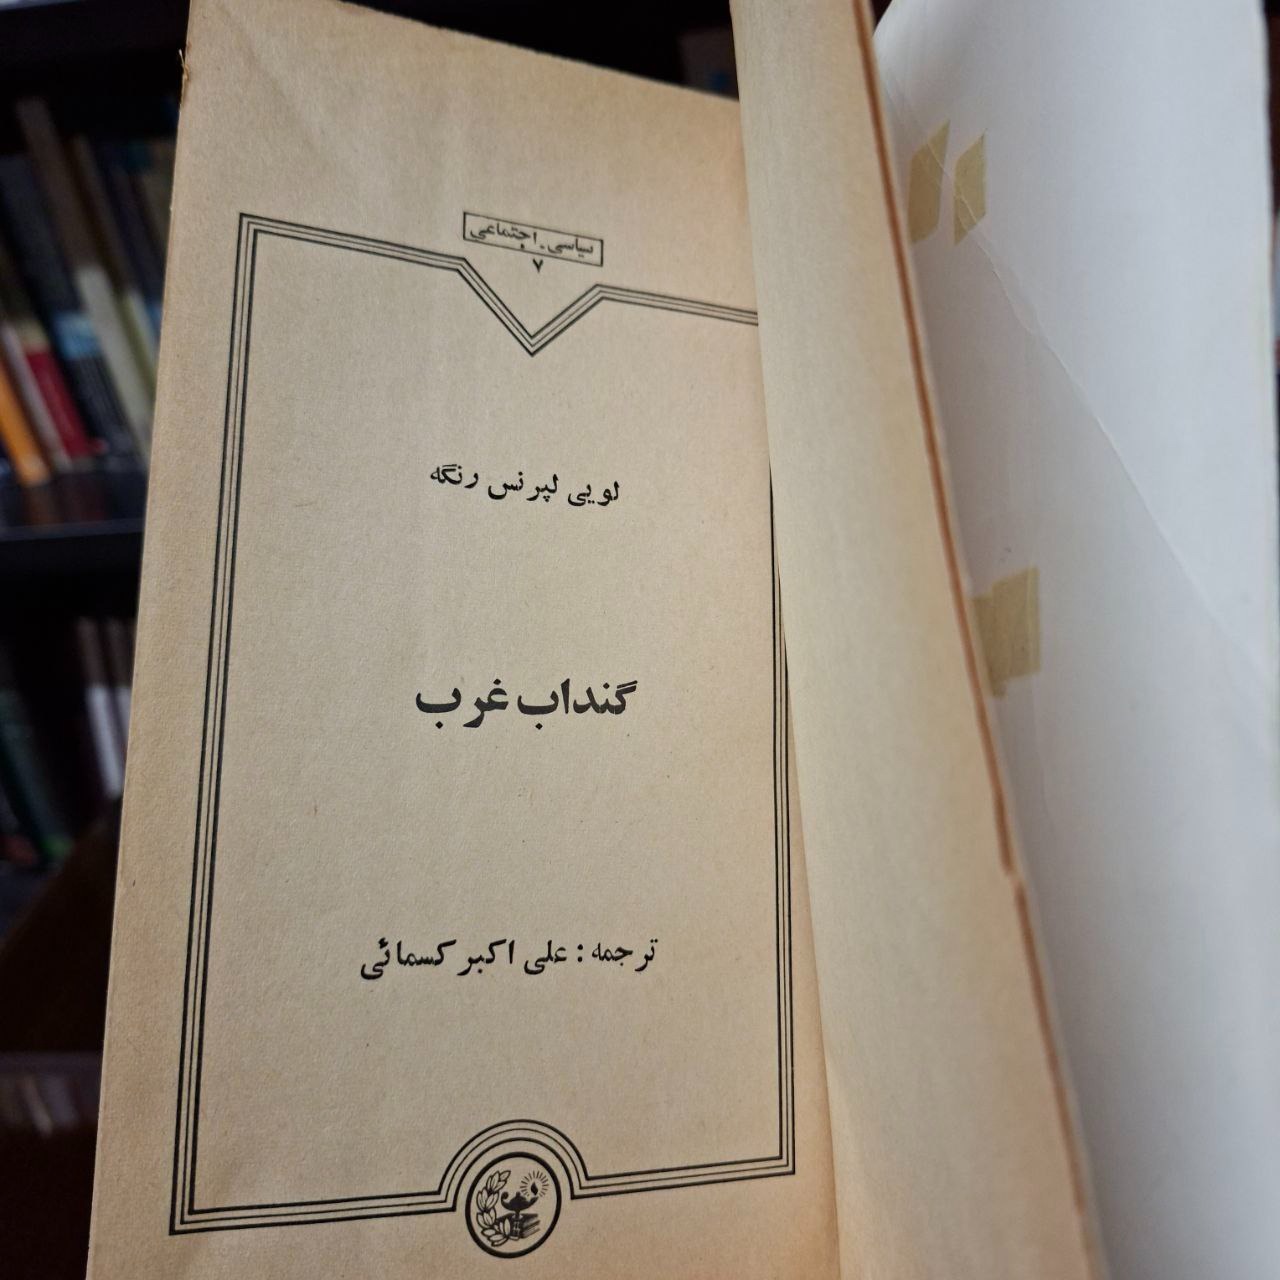 سیاسی . اجتماعی
۷
لویی لپرنس رنگه
گنداب غرب
ترجمه : علی اکبر کسمائی